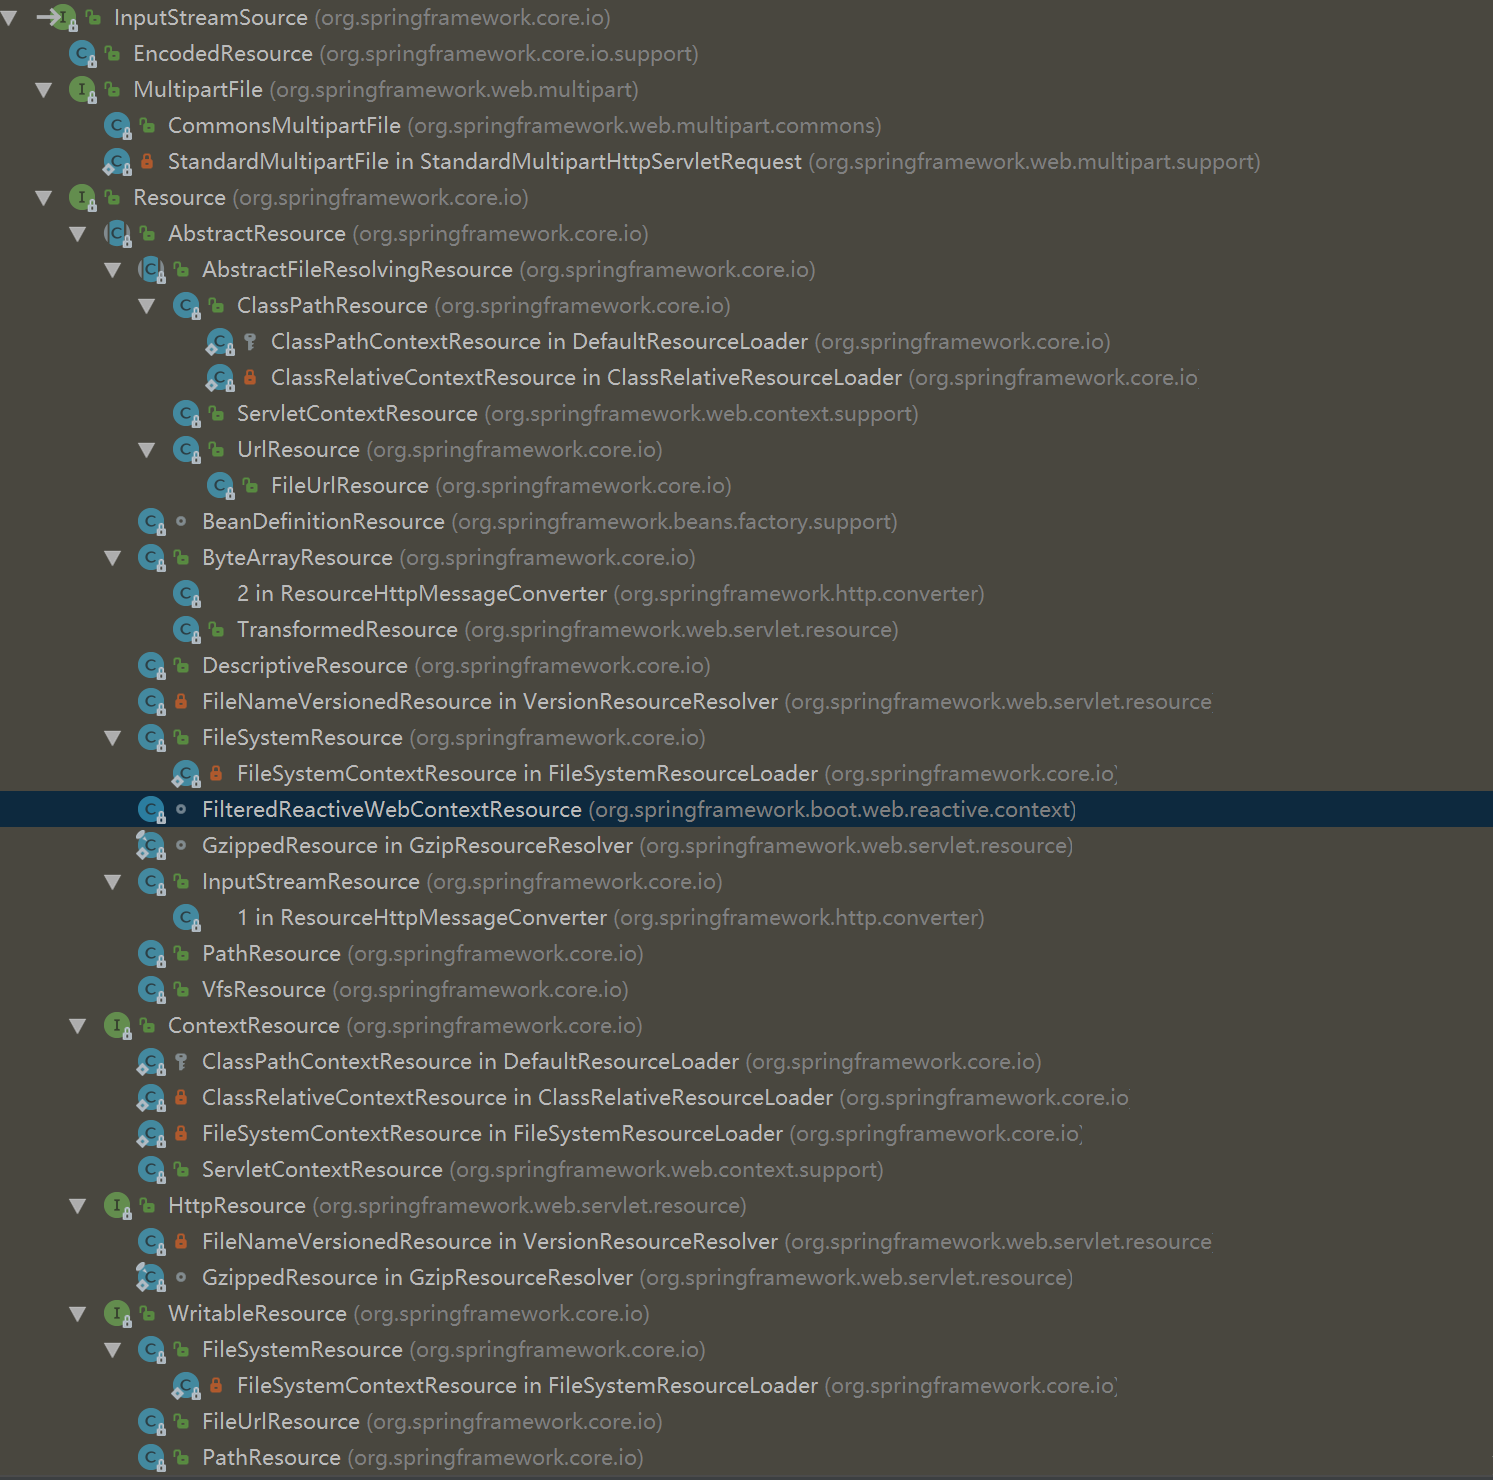 InputStreamSource (org.springframework.core.io)
EncodedResource (org.springframework.core.io.support)
MultipartFile (org.springframework.web.multipart)
CommonsMultipartFile (org.springframework.web.multipart.commons)
StandardMultipartFile in StandardMultipartHttpServletRequest (org.springframework.web.multipart.support)
Resource (org.springframework.core.io)
AbstractResource (org.springframework.core.io)
AbstractFileResolvingResource (org.springframework.core.io)
ClassPathResource (org.springframework.core.io)
ClassPathContextResource in DefaultResourceLoader (org.springframework.core.io)
ClassRelativeContextResource in ClassRelativeResourceLoader (org.springframework.core.io
ServletContextResource (org.springframework.web.context.support)
UrlResource (org.springframework.core.io)
FileUrlResource (org.springframework.core.io)
BeanDefinitionResource (org.springframework.beans.factory.support)
ByteArrayResource (org.springframework.core.io)
2 in ResourceHttpMessageConverter (org.springframework.http.converter)
TransformedResource (org.springframework.web.servlet.resource)
DescriptiveResource (org.springframework.core.io)
FileNameVersionedResource in VersionResourceResolver (org.springframework.web.servlet.resource
FileSystemResource (org.springframework.core.io)
FileSystemContextResource in FileSystemResourceLoader (org.springframework.core.io)
FilteredReactiveWebContextResource (org.springframework.boot.web.reactive.context)
GzippedResource in GzipResourceResolver (org.springframework.web.servlet.resource)
InputStreamResource (org.springframework.core.io)
1 in ResourceHttpMessageConverter (org.springframework.http.converter)
PathResource (org.springframework.core.io)
VfsResource (org.springframework.core.io)
ContextResource (org.springframework.core.io)
ClassPathContextResource in DefaultResourceLoader (org.springframework.core.io)
ClassRelativeContextResource in ClassRelativeResourceLoader (org.springframework.core.io
FileSystemContextResource in FileSystemResourceLoader (org.springframework.core.io)
ServletContextResource (org.springframework.web.context.support)
HttpResource (org.springframework.web.servlet.resource)
FileNameVersionedResource in VersionResourceResolver (org.springframework.web.servlet.resource
GzippedResource in GzipResourceResolver (org.springframework.web.servlet.resource)
WritableResource (org.springframework.core.io)
FileSystemResource (org.springframework.core.io)
FileSystemContextResource in FileSystemResourceLoader (org.springframework.core.io)
FileUrlResource (org.springframework.core.io)
PathResource (org.springframework.core.io)